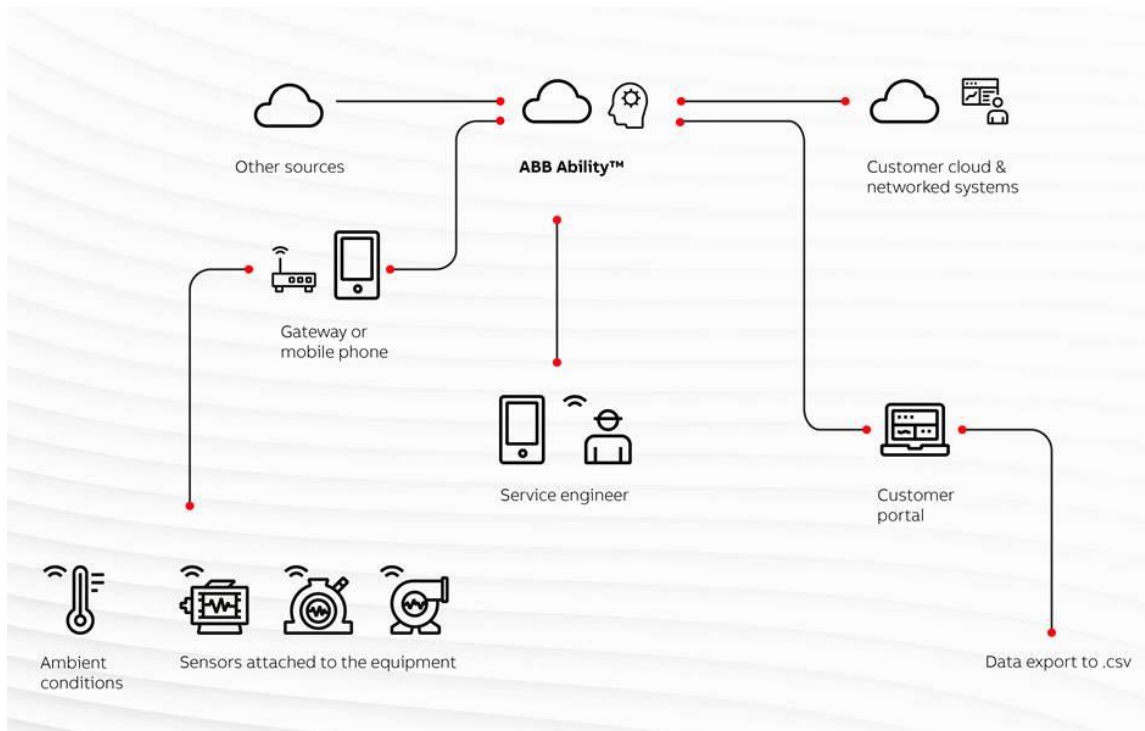 Other sources
ABB Ability™
Customer cloud &
networked systems
Gateway or
mobile phone
Service engineer
Customer
portal
Ambient
conditions
Sensors attached to the equipment
Data export to .csv